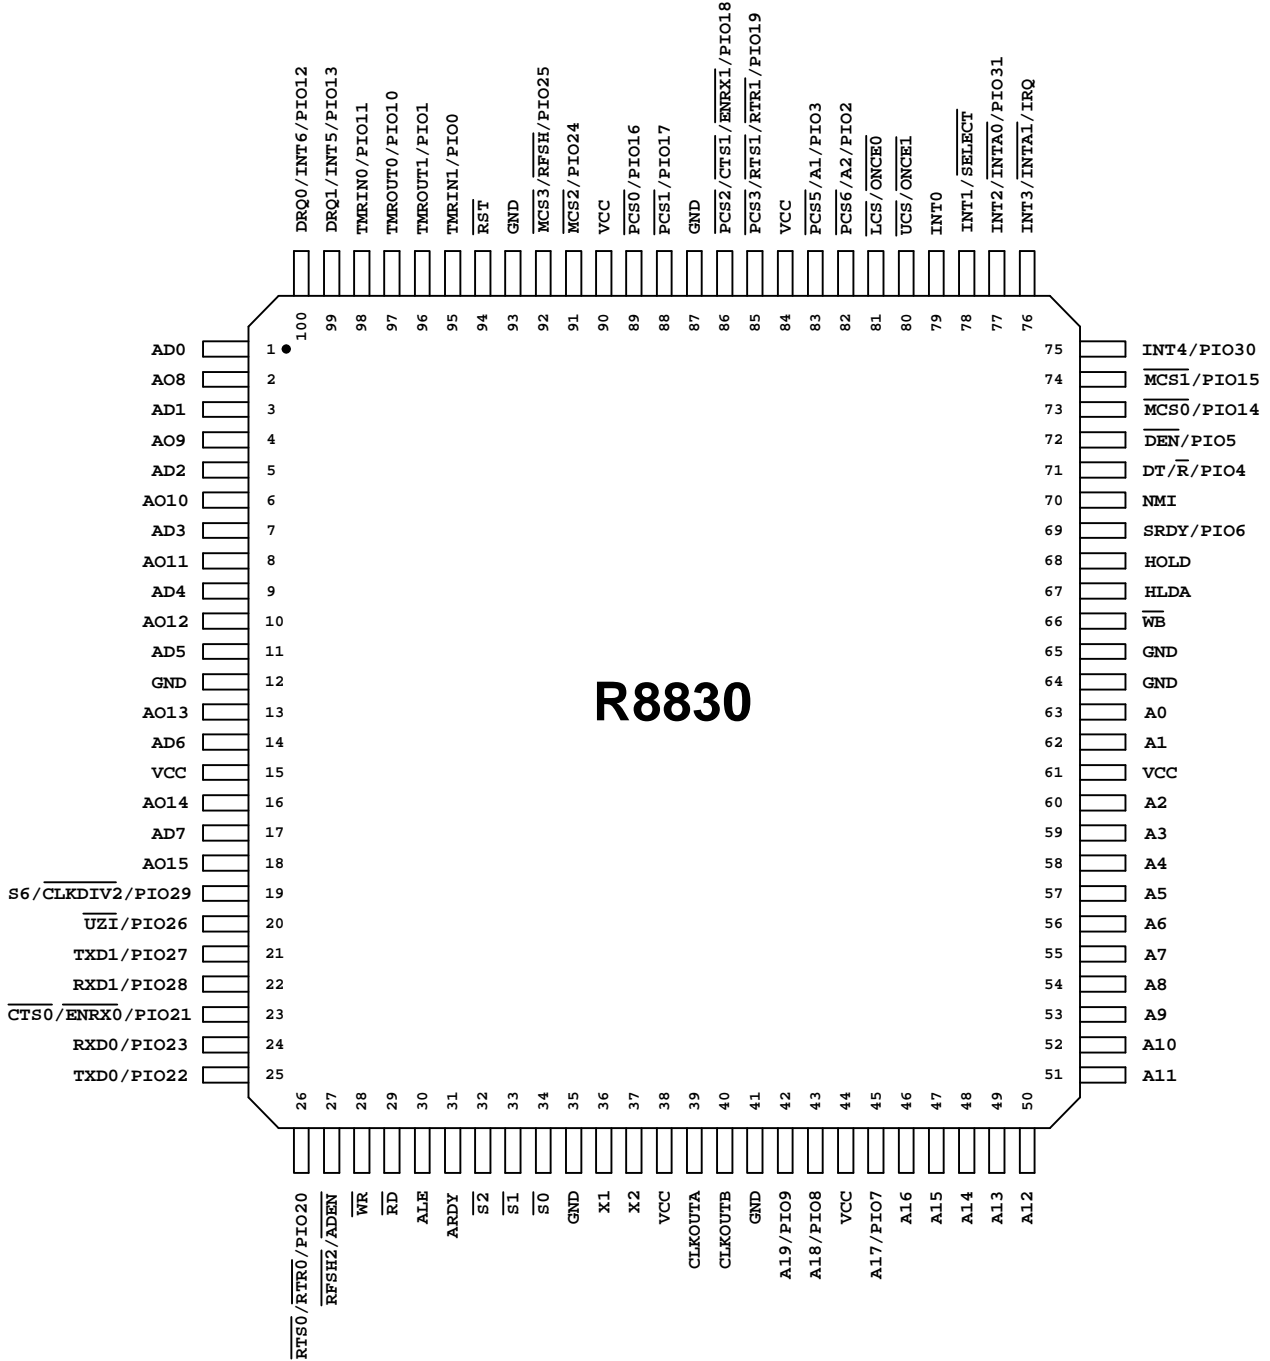 DRQ0/INT6/PIO12
DRQ1/INT5/PIO13
TMRIN0/PIO11
TMROUT0/PIO10
TMROUT1/PIO1
TMRIN1/PIO0
RST
GND
MCS3/RFSH/PIO25
MCS2/PIO24
VCC
PCS0/PIO16
PCS1/PIO17
GND
PCS2/CTS1/ENRX1/PIO18
PCS3/RTS1/RTR1/PIO19
VCC
PCS5/A1/PIO3
PCS6/A2/PIO2
LCS/ONCE0
UCS/ONCE1
INT0
INT1/SELECT
INT2/INTA0/PIO31
INT3/INTA1/IRQ
100 99 98 97 96 95 94 93 92 91 90 89 88 87 86 85 84 83 82 81 80 79 78 77 76
AD0 1 75 INT4/PIO30
AO8 2 74 MCS1/PIO15
AD1 3 73 MCS0/PIO14
AO9 4 72 DEN/PIO5
AD2 5 71 DT/R/PIO4
AO10 6 70 NMI
AD3 7 69 SRDY/PIO6
AO11 8 68 HOLD
AD4 9 67 HLDA
AO12 10 66 WB
AD5 11 65 GND
GND 12 64 GND
R8830
AO13 13 63 A0
AD6 14 62 A1
VCC 15 61 VCC
AO14 16 60 A2
AD7 17 59 A3
AO15 18 58 A4
S6/CLKDIV2/PIO29 19 57 A5
UZI/PIO26 20 56 A6
TXD1/PIO27 21 55 A7
RXD1/PIO28 22 54 A8
CTS0/ENRX0/PIO21 23 53 A9
RXD0/PIO23 24 52 A10
TXD0/PIO22 25 51 A11
26 27 28 29 30 31 32 33 34 35 36 37 38 39 40 41 42 43 44 45 46 47 48 49 50
RTS0/RTR0/PIO20
RFSH2/ADEN
WR
RD
ALE
ARDY
S2
S1
S0
GND
X1
X2
VCC
CLKOUTA
CLKOUTB
GND
A19/PIO9
A18/PIO8
VCC
A17/PIO7
A16
A15
A14
A13
A12